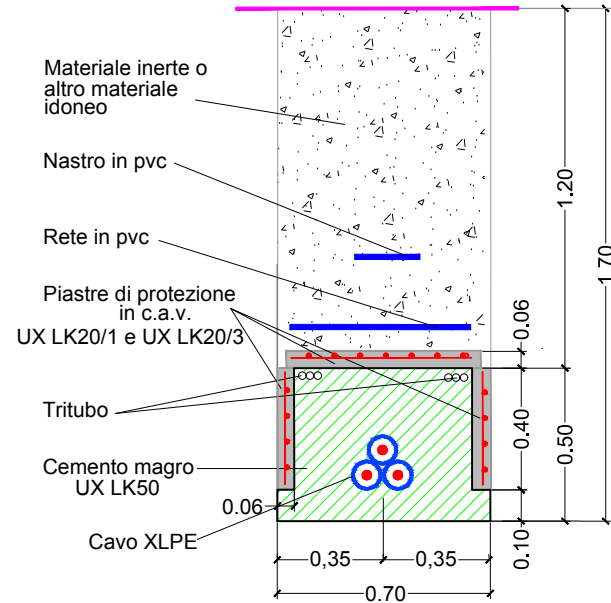 Materiale inerte o
altro materiale
idoneo
Nastro in pvc
Rete in pvc
Piastre di protezione
in c.a.v.
UX LK20/1 e UX LK20/3
Tritubo
Cemento magro
UX LK50
Cavo XLPE
1.20
1.70
0.06
0.40
0.50
0.10
0.06
0,35
0,35
0.70